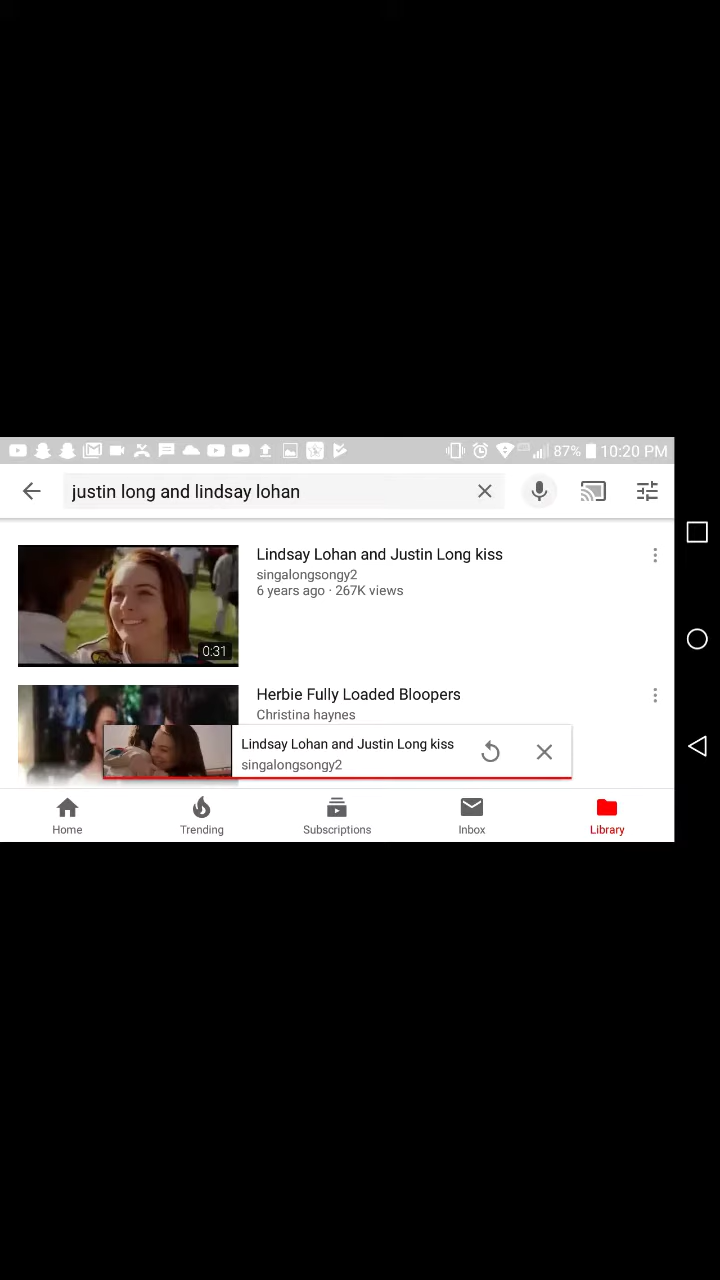 87% 10:20 PM
justin long and lindsay lohan
Lindsay Lohan and Justin Long kiss
singalongsongy2
6 years ago · 267K views
0:31
Herbie Fully Loaded Bloopers
Christina haynes
Lindsay Lohan and Justin Long kiss
singalongsongy2
Home Trending Subscriptions Inbox Library